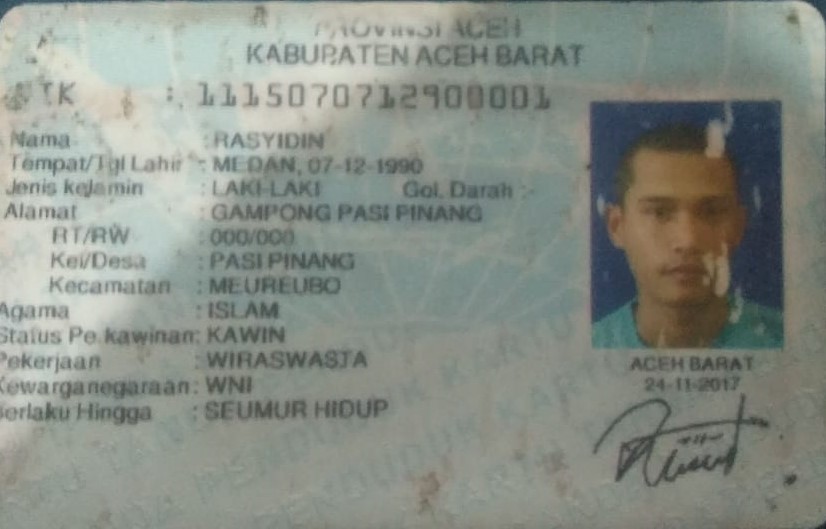 PROVINSI ACEH
KABUPATEN ACEH BARAT
NIK : 1115070712900001
Nama : RASYIDIN
Tempat/Tgl Lahir : MEDAN, 07-12-1990
Jenis kelamin : LAKI-LAKI Gol. Darah :-
Alamat : GAMPONG PASI PINANG
RT/RW : 000/000
Kel/Desa : PASI PINANG
Kecamatan : MEUREUBO
Agama : ISLAM
Status Perkawinan: KAWIN
Pekerjaan : WIRASWASTA
Kewarganegaraan: WNI
Berlaku Hingga : SEUMUR HIDUP
ACEH BARAT
24-11-2017